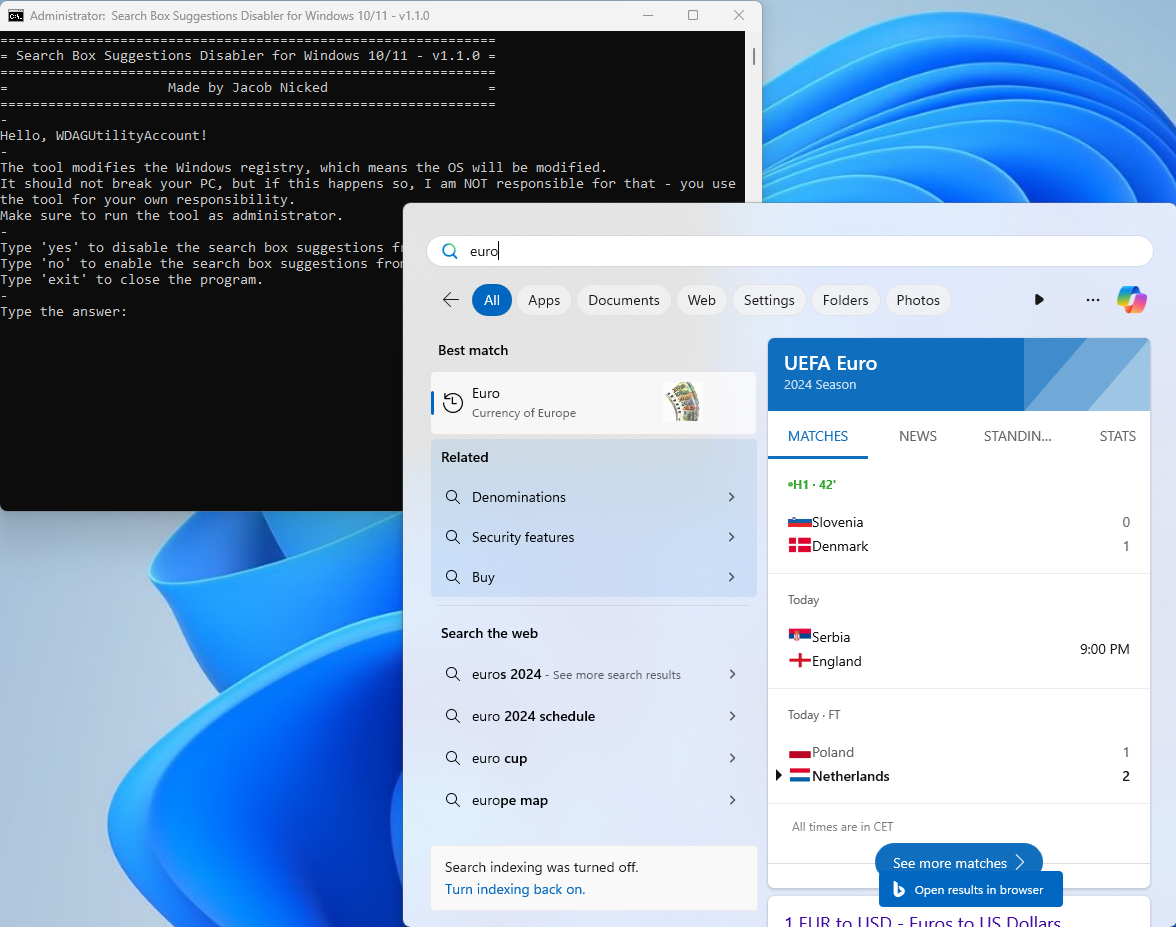 Administrator: Search Box Suggestions Disabler for Windows 10/11 - v1.1.0
==============================================================
= Search Box Suggestions Disabler for Windows 10/11 - v1.1.0 =
==============================================================
= Made by Jacob Nicked =
==============================================================
-
Hello, WDAGUtilityAccount!
-
The tool modifies the Windows registry, which means the OS will be modified.
It should not break your PC, but if this happens so, I am NOT responsible for that - you use
the tool for your own responsibility.
Make sure to run the tool as administrator.
-
Type 'yes' to disable the search box suggestions
Type 'no' to enable the search box suggestions from
Type 'exit' to close the program.
-
Type the answer:
euro
All Apps Documents Web Settings Folders Photos
Best match
Euro
Currency of Europe
Related
Denominations
Security features
Buy
Search the web
euros 2024 - See more search results
euro 2024 schedule
euro cup
europe map
Search indexing was turned off.
Turn indexing back on.
UEFA Euro
2024 Season
MATCHES NEWS STANDIN... STATS
H1 · 42'
Slovenia 0
Denmark 1
Today
Serbia
England
9:00 PM
Today · FT
Poland 1
Netherlands 2
All times are in CET
See more matches
Open results in browser
1 EUR to USD - Euros to US Dollars